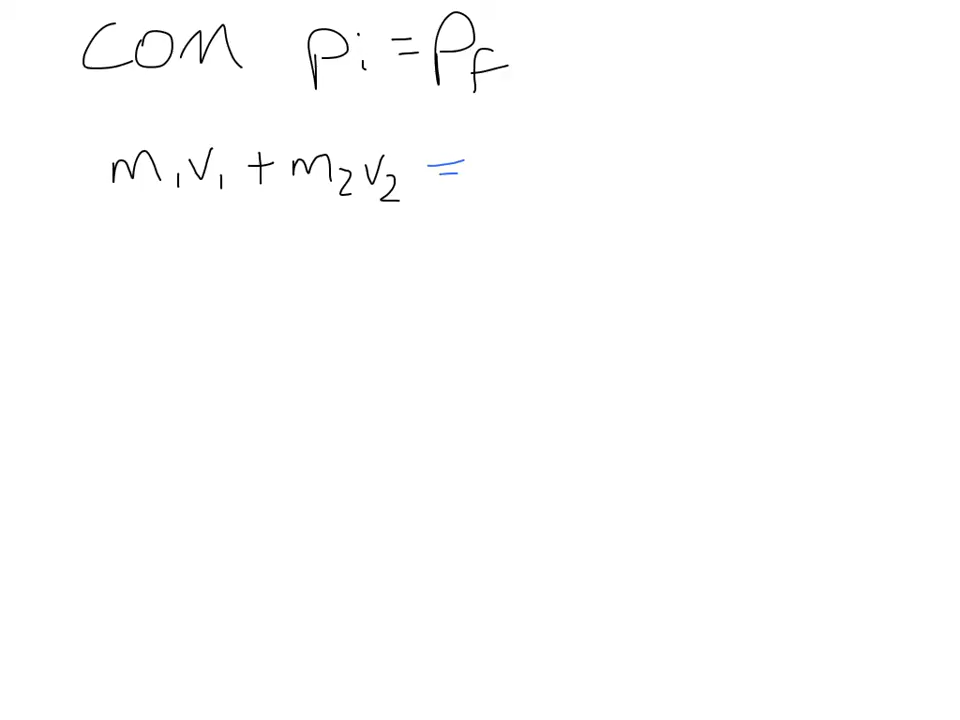 COM pi = Pf
m₁v₁ + m₂v₂ =